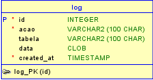 log
P * id INTEGER
* acao VARCHAR2 (100 CHAR)
* tabela VARCHAR2 (100 CHAR)
data CLOB
* created_at TIMESTAMP
log_PK (id)